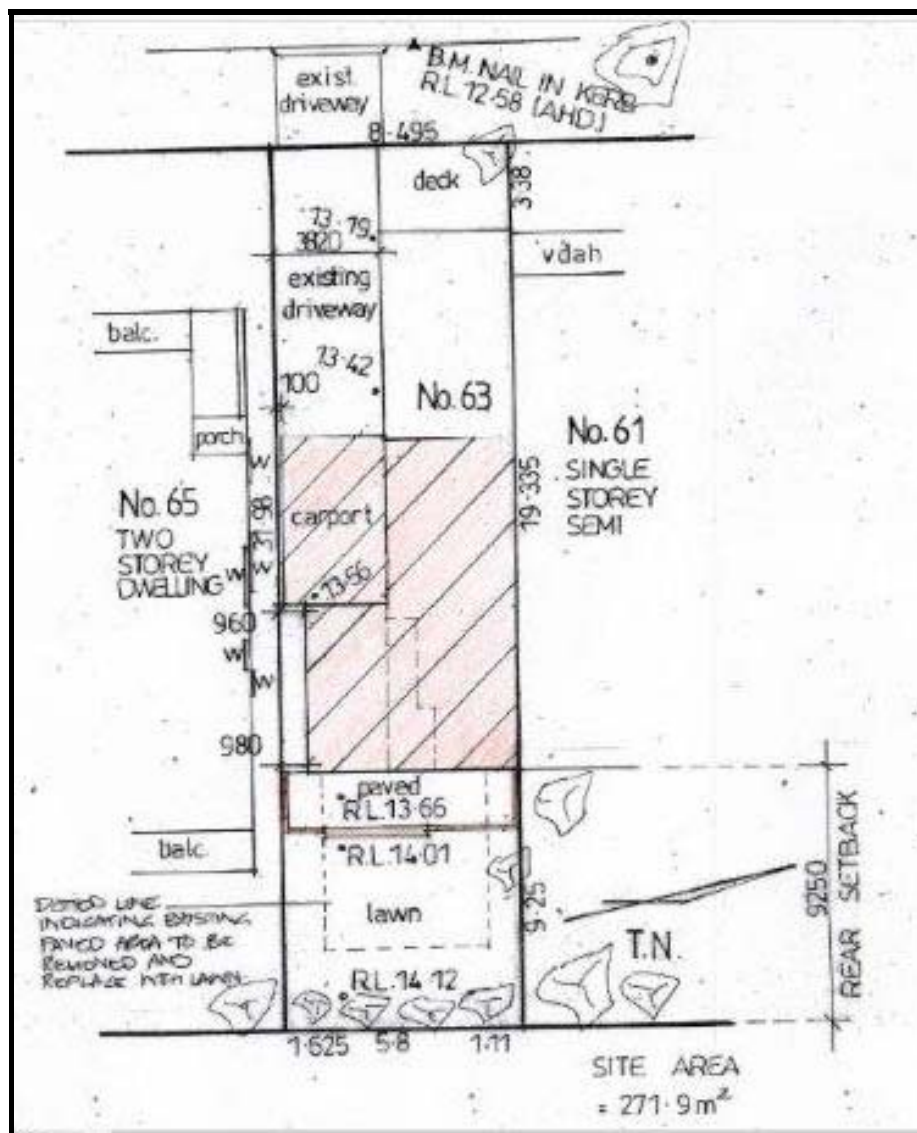 exist.
driveway
B.M. NAIL IN KERB
R.L 12·58 (AHD)
8·495
deck
3·38
13·79
3820
vdah
existing
driveway
balc.
13·42
100
No. 63
porch
No. 61
SINGLE
STOREY
SEMI
W
19·335
No. 65
TWO
STOREY
DWELLING
carport
31·98
W
W
13·56
960
W
W
980
paved
R.L.13·66
balc.
R.L.14·01
DOTTED LINE
INDICATING EXISTING
PAVED AREA TO BE
REMOVED AND
REPLACE WITH LAWN
lawn
9·25
9250
REAR SETBACK
T.N.
R.L.14·12
1·625 5·8 1·11
SITE AREA
= 271·9m²